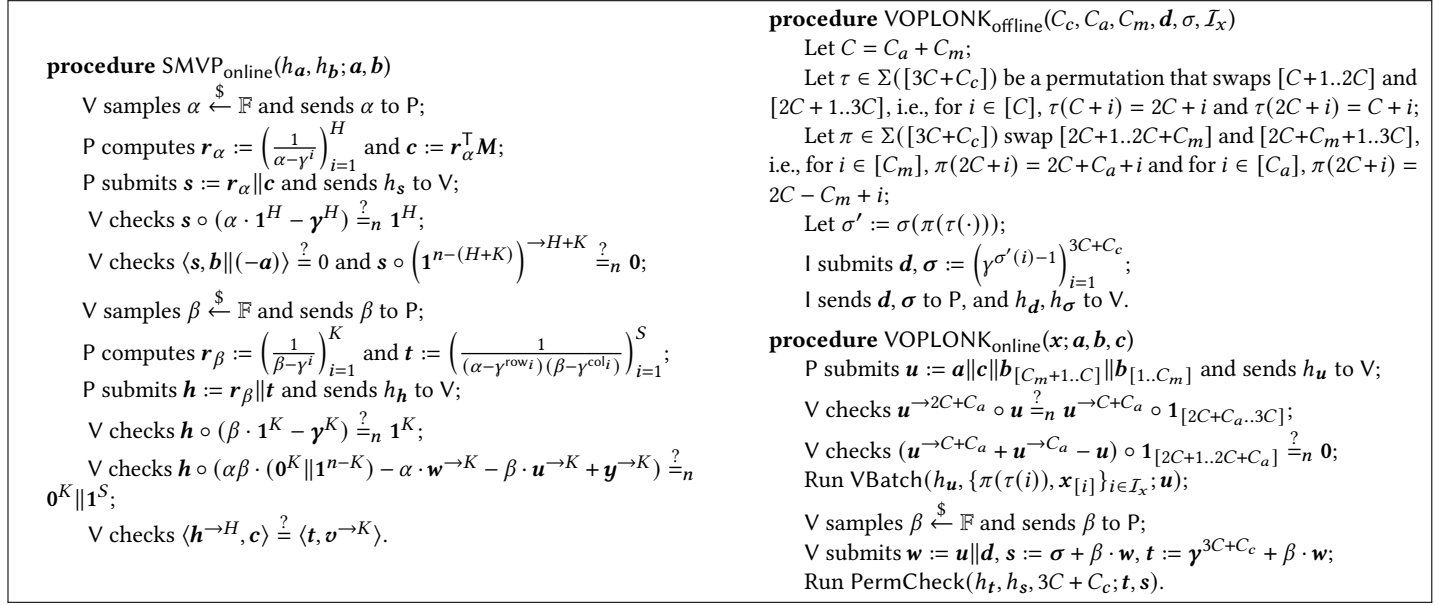 procedure SMVP_online(h_a, h_b; a, b)
V samples α ←$ 𝔽 and sends α to P;
P computes r_α := (1/(α−γ^i))_{i=1}^H and c := r_α^⊤ M;
P submits s := r_α∥c and sends h_s to V;
V checks s ∘ (α · 1^H − γ^H) ≟_n 1^H;
V checks ⟨s, b∥(−a)⟩ ≟ 0 and s ∘ (1^{n−(H+K)})^{→H+K} ≟_n 0;
V samples β ←$ 𝔽 and sends β to P;
P computes r_β := (1/(β−γ^i))_{i=1}^K and t := (1/((α−γ^{row_i})(β−γ^{col_i})))_{i=1}^S;
P submits h := r_β∥t and sends h_h to V;
V checks h ∘ (β · 1^K − γ^K) ≟_n 1^K;
V checks h ∘ (αβ · (0^K∥1^{n−K}) − α · w^{→K} − β · u^{→K} + y^{→K}) ≟_n
0^K∥1^S;
V checks ⟨h^{→H}, c⟩ ≟ ⟨t, v^{→K}⟩.
procedure VOPLONK_offline(C_c, C_a, C_m, d, σ, I_x)
Let C = C_a + C_m;
Let τ ∈ Σ([3C+C_c]) be a permutation that swaps [C+1..2C] and
[2C + 1..3C], i.e., for i ∈ [C], τ(C + i) = 2C + i and τ(2C + i) = C + i;
Let π ∈ Σ([3C+C_c]) swap [2C+1..2C+C_m] and [2C+C_m+1..3C],
i.e., for i ∈ [C_m], π(2C+i) = 2C+C_a+i and for i ∈ [C_a], π(2C+i) =
2C − C_m + i;
Let σ′ := σ(π(τ(·)));
I submits d, σ := (γ^{σ′(i)−1})_{i=1}^{3C+C_c};
I sends d, σ to P, and h_d, h_σ to V.
procedure VOPLONK_online(x; a, b, c)
P submits u := a∥c∥b_{[C_m+1..C]}∥b_{[1..C_m]} and sends h_u to V;
V checks u^{→2C+C_a} ∘ u ≟_n u^{→C+C_a} ∘ 1_{[2C+C_a..3C]};
V checks (u^{→C+C_a} + u^{→C_a} − u) ∘ 1_{[2C+1..2C+C_a]} ≟_n 0;
Run VBatch(h_u, {π(τ(i)), x_{[i]}}_{i∈I_x}; u);
V samples β ←$ 𝔽 and sends β to P;
V submits w := u∥d, s := σ + β · w, t := γ^{3C+C_c} + β · w;
Run PermCheck(h_t, h_s, 3C + C_c; t, s).